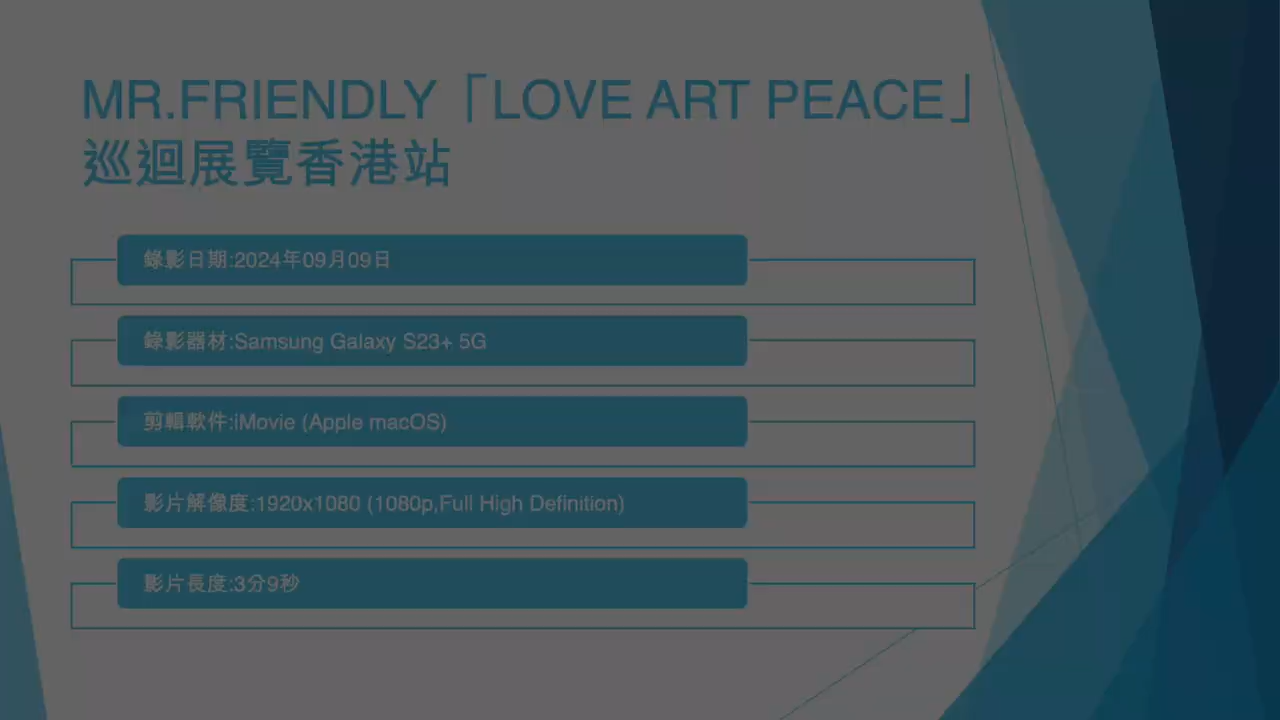 MR.FRIENDLY「LOVE ART PEACE」
巡迴展覽香港站
錄影日期:2024年09月09日
錄影器材:Samsung Galaxy S23+ 5G
剪輯軟件:iMovie (Apple macOS)
影片解像度:1920x1080 (1080p,Full High Definition)
影片長度:3分9秒